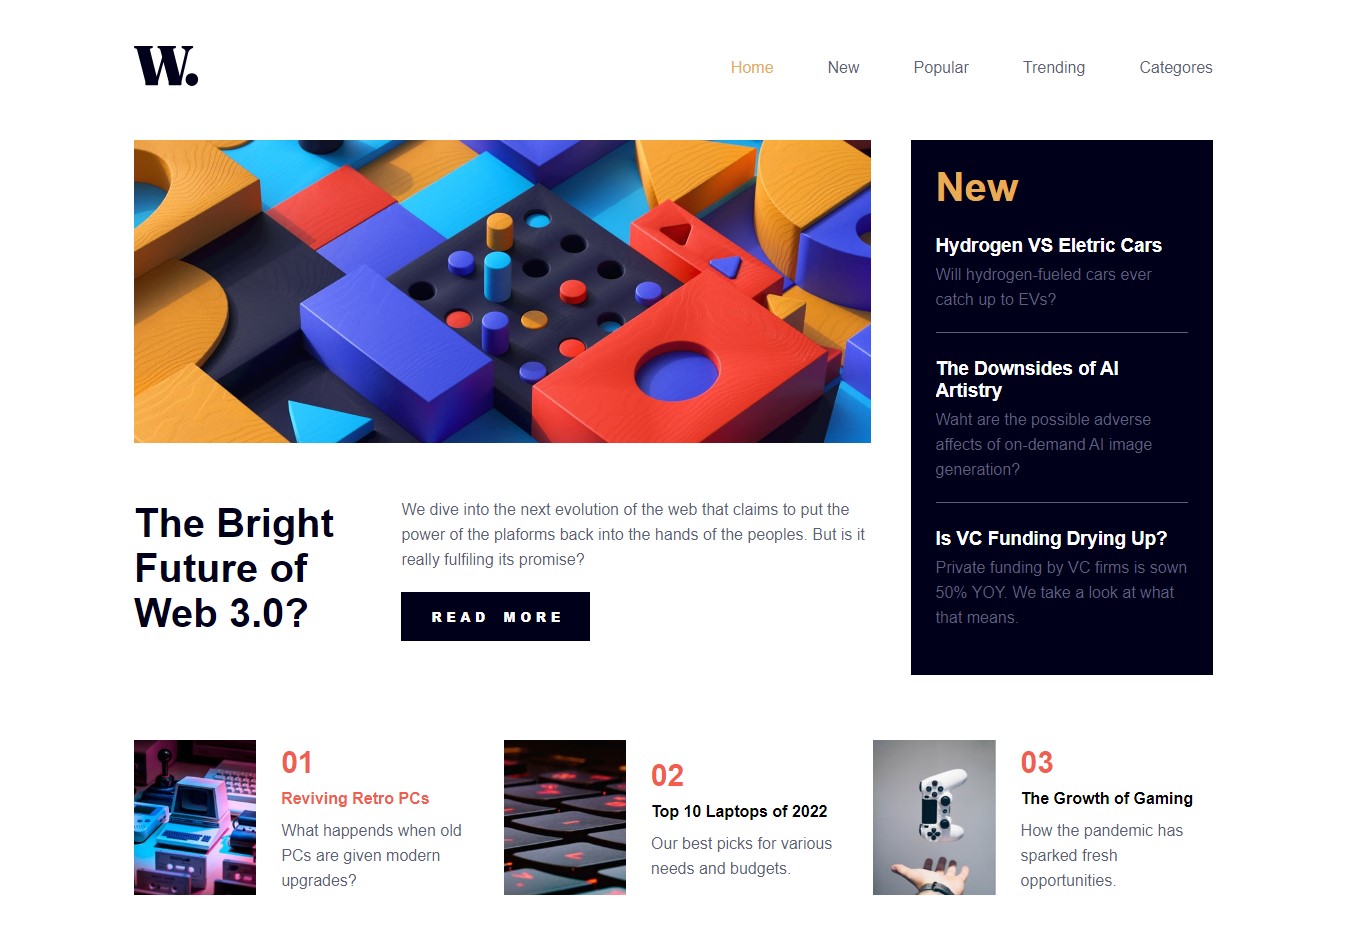 W.
Home New Popular Trending Categores
New
Hydrogen VS Eletric Cars
Will hydrogen-fueled cars ever
catch up to EVs?
The Downsides of AI
Artistry
Waht are the possible adverse
affects of on-demand AI image
generation?
Is VC Funding Drying Up?
Private funding by VC firms is sown
50% YOY. We take a look at what
that means.
The Bright
Future of
Web 3.0?
We dive into the next evolution of the web that claims to put the
power of the plaforms back into the hands of the peoples. But is it
really fulfiling its promise?
READ MORE
01
Reviving Retro PCs
What happends when old
PCs are given modern
upgrades?
02
Top 10 Laptops of 2022
Our best picks for various
needs and budgets.
03
The Growth of Gaming
How the pandemic has
sparked fresh
opportunities.